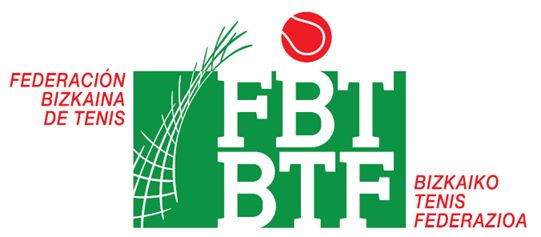 FEDERACIÓN
BIZKAINA
DE TENIS
FBT
BTF
BIZKAIKO
TENIS
FEDERAZIOA